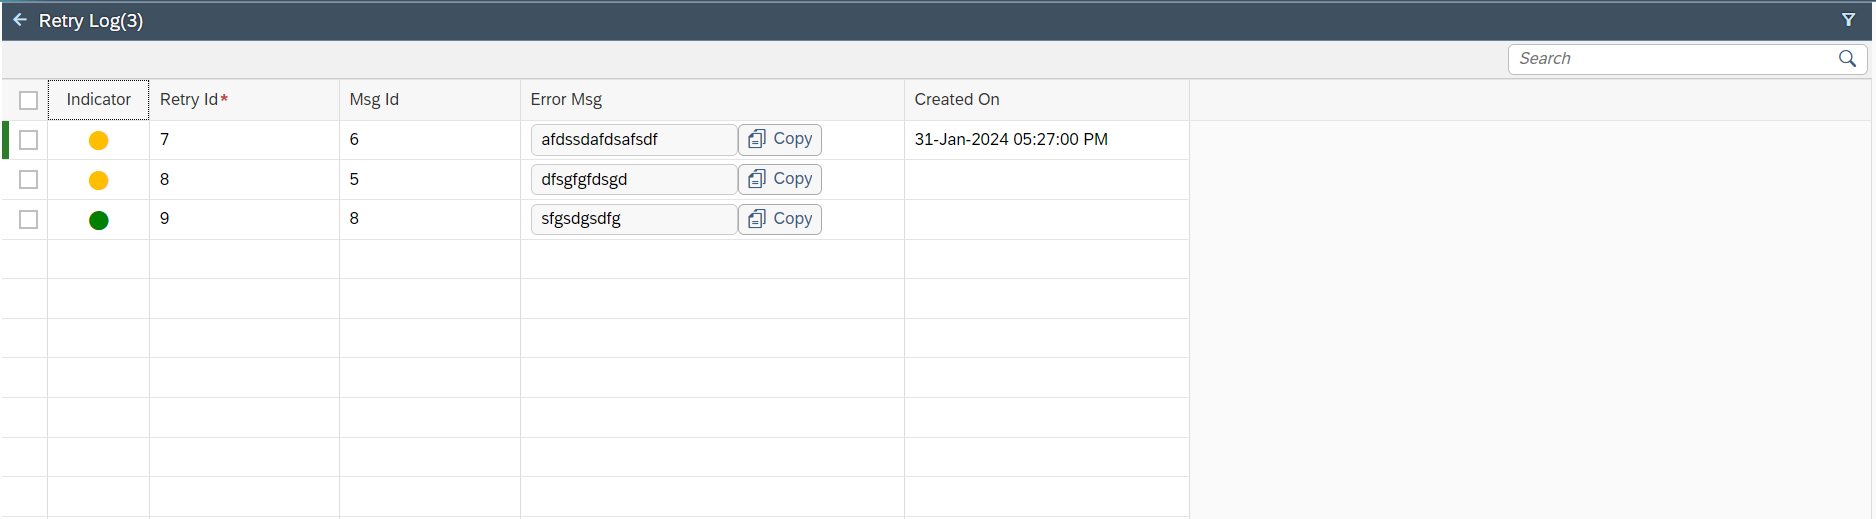 Retry Log(3)
Search
Indicator Retry Id* Msg Id Error Msg Created On
7 6 afdssdafdsafsdf Copy 31-Jan-2024 05:27:00 PM
8 5 dfsgfgfdsgd Copy
9 8 sfgsdgsdfg Copy